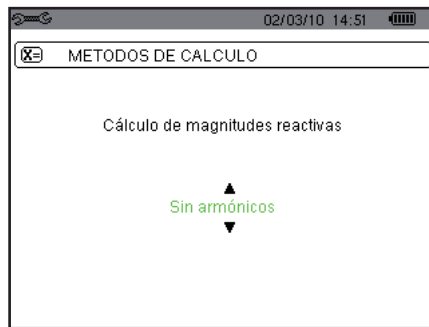 02/03/10 14:51
X= METODOS DE CALCULO
Cálculo de magnitudes reactivas
Sin armónicos